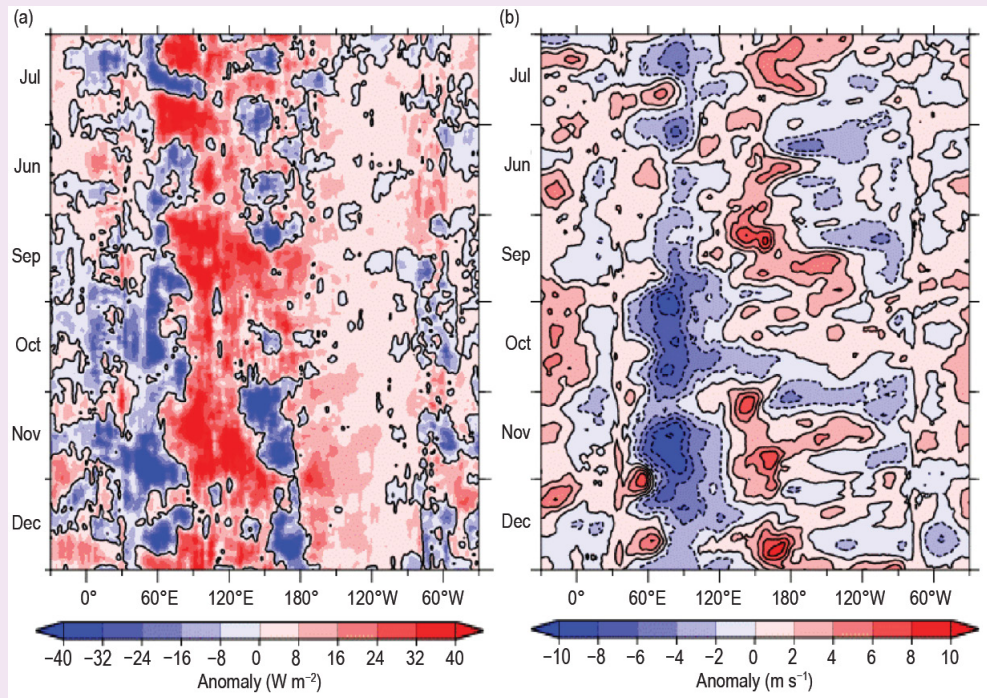 (a)
Jul
Jun
Sep
Oct
Nov
Dec
0° 60°E 120°E 180° 120°W 60°W
−40 −32 −24 −16 −8 0 8 16 24 32 40
Anomaly (W m⁻²)
(b)
Jul
Jun
Sep
Oct
Nov
Dec
0° 60°E 120°E 180° 120°W 60°W
−10 −8 −6 −4 −2 0 2 4 6 8 10
Anomaly (m s⁻¹)